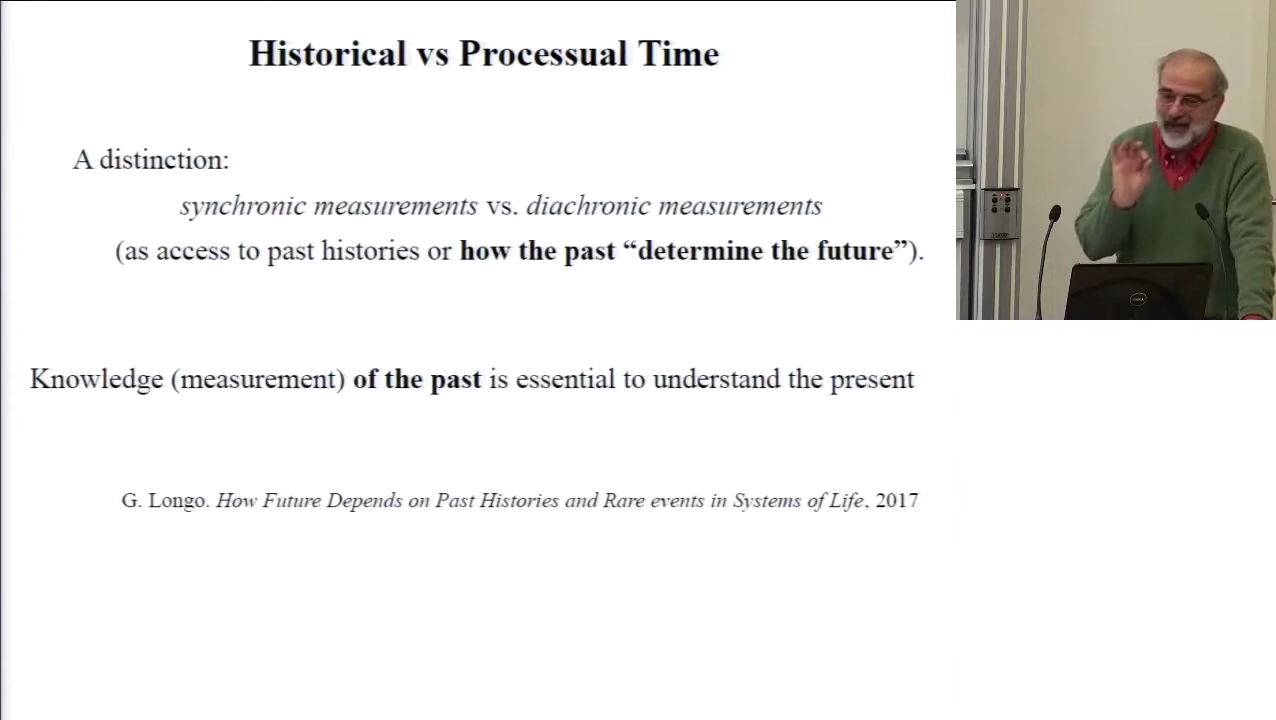 Historical vs Processual Time
A distinction:
synchronic measurements vs. diachronic measurements
(as access to past histories or how the past “determine the future”).
Knowledge (measurement) of the past is essential to understand the present
G. Longo. How Future Depends on Past Histories and Rare events in Systems of Life, 2017
DELL